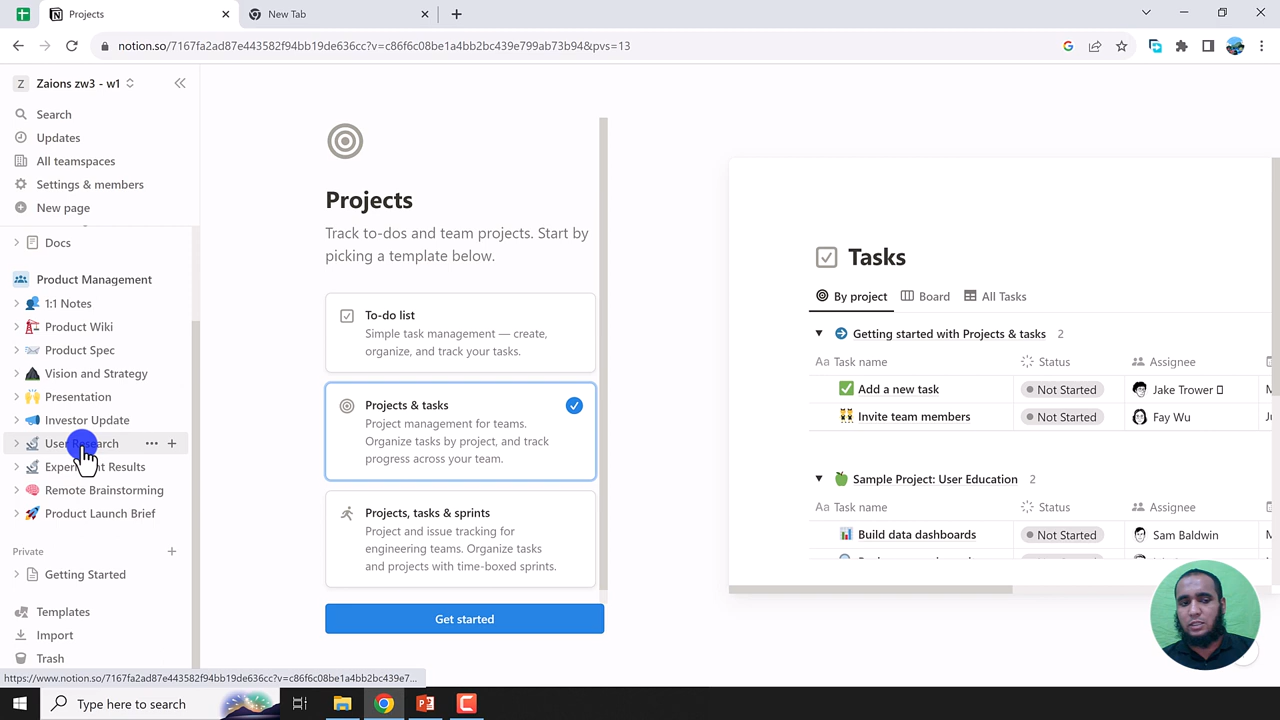 Projects
New Tab
notion.so/7167fa2ad87e443582f94bb19de636cc?v=c86f6c08be1a4bb2bc439e799ab73b94&pvs=13
Z Zaions zw3 - w1
Search
Updates
All teamspaces
Settings & members
New page
Docs
Product Management
1:1 Notes
Product Wiki
Product Spec
Vision and Strategy
Presentation
Investor Update
User Research
Experiment Results
Remote Brainstorming
Product Launch Brief
Private
Getting Started
Templates
Import
Trash
https://www.notion.so/7167fa2ad87e443582f94bb19de636cc?v=c86f6c08be1a4bb2bc439e7...
Projects
Track to-dos and team projects. Start by
picking a template below.
To-do list
Simple task management — create,
organize, and track your tasks.
Projects & tasks
Project management for teams.
Organize tasks by project, and track
progress across your team.
Projects, tasks & sprints
Project and issue tracking for
engineering teams. Organize tasks
and projects with time-boxed sprints.
Get started
Tasks
By project Board All Tasks
Getting started with Projects & tasks 2
Aa Task name Status Assignee
Add a new task Not Started Jake Trower
Invite team members Not Started Fay Wu
Sample Project: User Education 2
Aa Task name Status Assignee
Build data dashboards Not Started Sam Baldwin
Type here to search